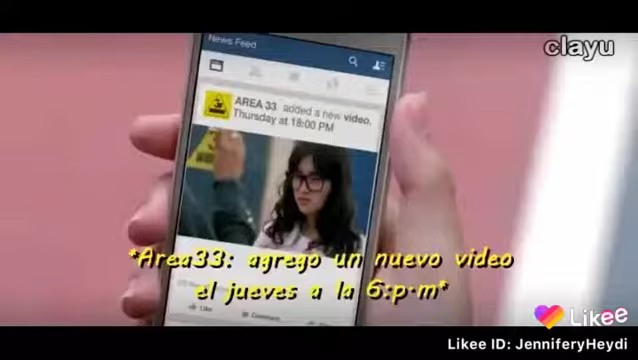 clayu
News Feed
AREA 33 added a new video.
Thursday at 18:00 PM
*Area33: agrego un nuevo video
el jueves a la 6:p.m*
Like
Comment
Likee
Likee ID: JenniferyHeydi